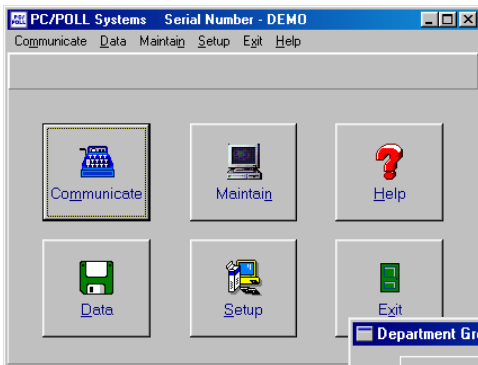 PC/POLL Systems Serial Number - DEMO
Communicate Data Maintain Setup Exit Help
Communicate Maintain Help
Data Setup Exit
Department Gr